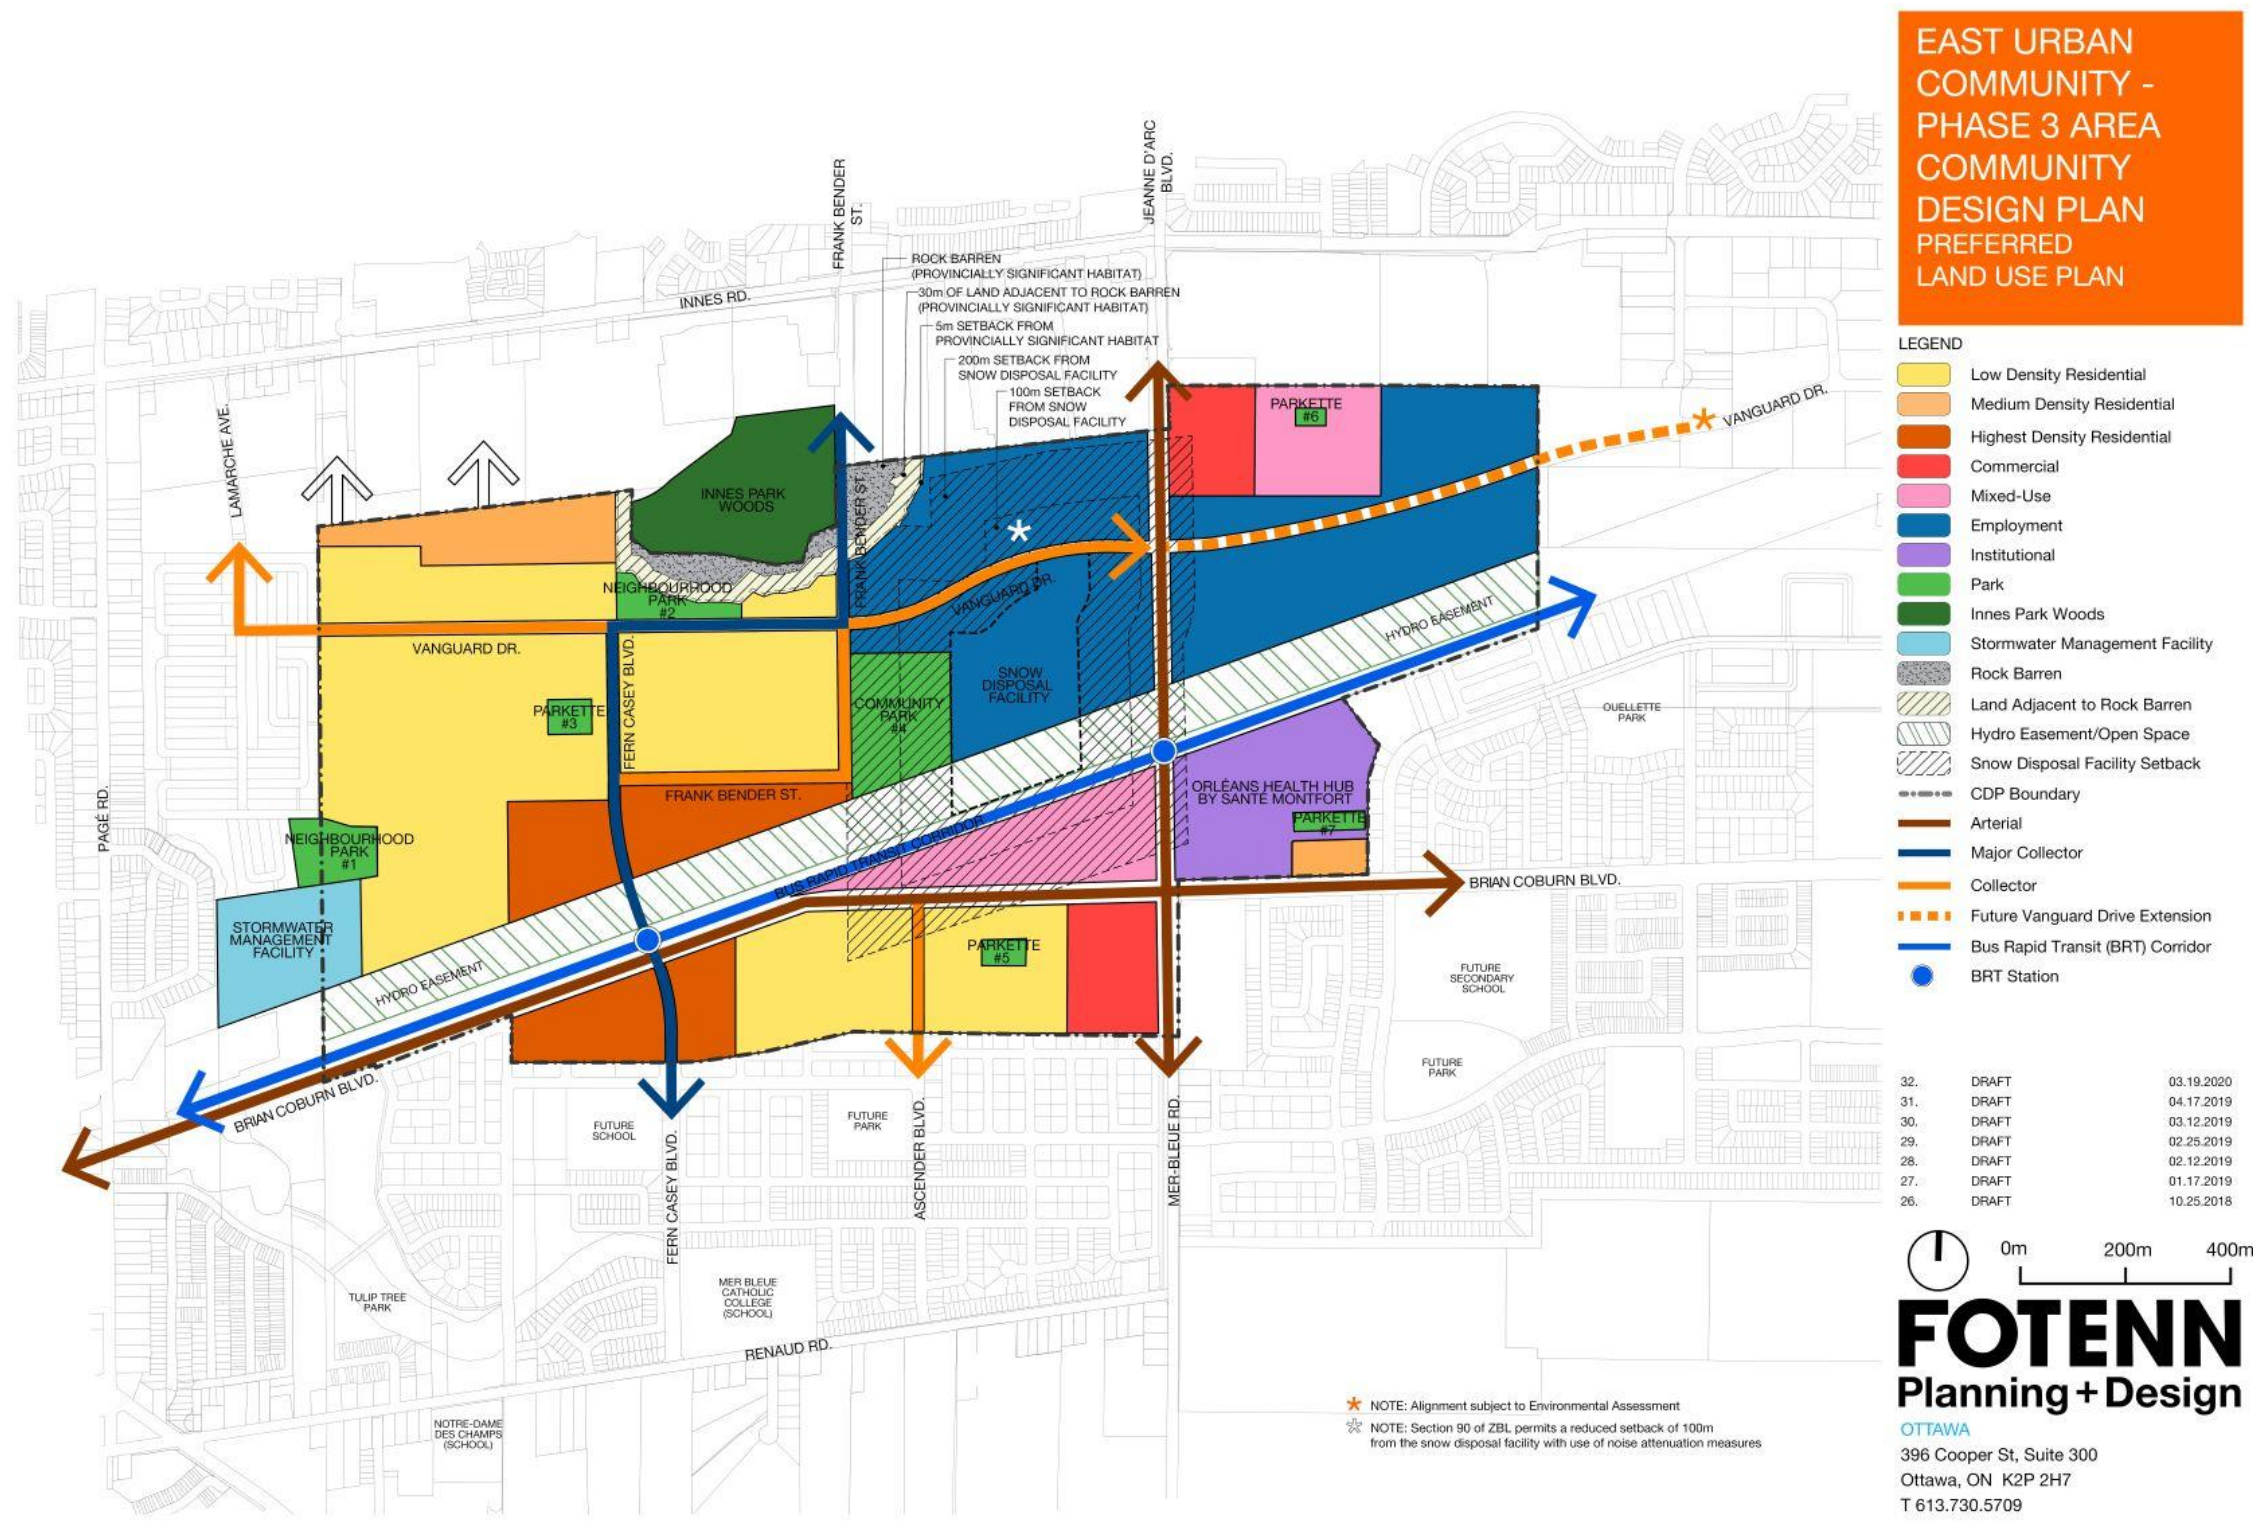 EAST URBAN
COMMUNITY -
PHASE 3 AREA
COMMUNITY
DESIGN PLAN
PREFERRED
LAND USE PLAN
LEGEND
Low Density Residential
Medium Density Residential
Highest Density Residential
Commercial
Mixed-Use
Employment
Institutional
Park
Innes Park Woods
Stormwater Management Facility
Rock Barren
Land Adjacent to Rock Barren
Hydro Easement/Open Space
Snow Disposal Facility Setback
CDP Boundary
Arterial
Major Collector
Collector
Future Vanguard Drive Extension
Bus Rapid Transit (BRT) Corridor
BRT Station
32. DRAFT 03.19.2020
31. DRAFT 04.17.2019
30. DRAFT 03.12.2019
29. DRAFT 02.25.2019
28. DRAFT 02.12.2019
27. DRAFT 01.17.2019
26. DRAFT 10.25.2018
0m 200m 400m
FOTENN
Planning+Design
OTTAWA
396 Cooper St, Suite 300
Ottawa, ON K2P 2H7
T 613.730.5709
FRANK BENDER
ST.
JEANNE D'ARC
BLVD.
INNES RD.
ROCK BARREN
(PROVINCIALLY SIGNIFICANT HABITAT)
30m OF LAND ADJACENT TO ROCK BARREN
(PROVINCIALLY SIGNIFICANT HABITAT)
5m SETBACK FROM
PROVINCIALLY SIGNIFICANT HABITAT
200m SETBACK FROM
SNOW DISPOSAL FACILITY
100m SETBACK
FROM SNOW
DISPOSAL FACILITY
LAMARCHE AVE.
PARKETTE
#6
VANGUARD DR.
INNES PARK
WOODS
FRANK BENDER ST.
NEIGHBOURHOOD
PARK
#2
VANGUARD DR.
VANGUARD DR.
HYDRO EASEMENT
FERN CASEY BLVD.
PARKETTE
#3
COMMUNITY
PARK
#4
SNOW
DISPOSAL
FACILITY
OUELLETTE
PARK
FRANK BENDER ST.
ORLÉANS HEALTH HUB
BY SANTÉ MONTFORT
PARKETTE
#7
PAGÉ RD.
NEIGHBOURHOOD
PARK
#1
BUS RAPID TRANSIT CORRIDOR
BRIAN COBURN BLVD.
STORMWATER
MANAGEMENT
FACILITY
HYDRO EASEMENT
PARKETTE
#5
FUTURE
SECONDARY
SCHOOL
FUTURE
PARK
BRIAN COBURN BLVD.
FUTURE
SCHOOL
FUTURE
PARK
FERN CASEY BLVD.
ASCENDER BLVD.
MER-BLEUE RD.
TULIP TREE
PARK
MER BLEUE
CATHOLIC
COLLEGE
(SCHOOL)
RENAUD RD.
NOTRE-DAME
DES CHAMPS
(SCHOOL)
NOTE: Alignment subject to Environmental Assessment
NOTE: Section 90 of ZBL permits a reduced setback of 100m
from the snow disposal facility with use of noise attenuation measures